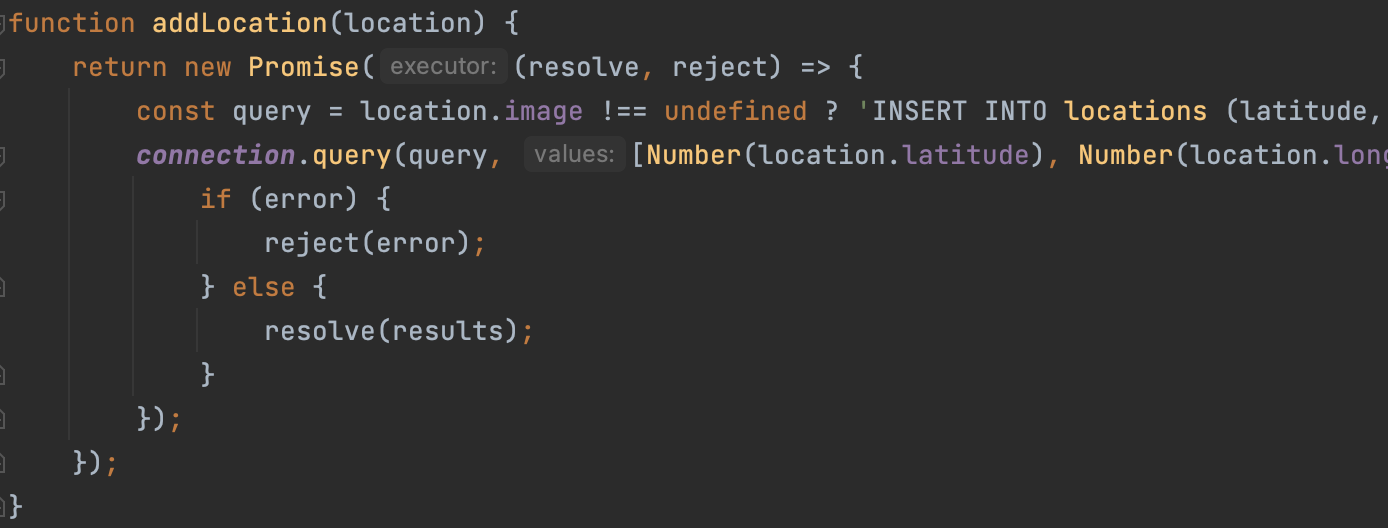 function addLocation(location) {
return new Promise( executor: (resolve, reject) => {
const query = location.image !== undefined ? 'INSERT INTO locations (latitude,
connection.query(query, values: [Number(location.latitude), Number(location.long
if (error) {
reject(error);
} else {
resolve(results);
}
});
});
}